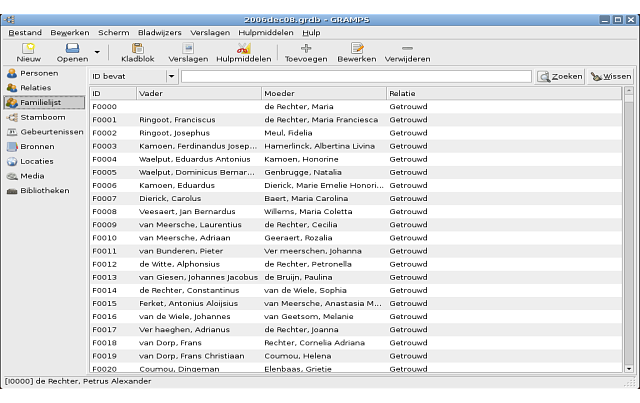 2006dec08.grdb - GRAMPS
Bestand Bewerken Scherm Bladwijzers Verslagen Hulpmiddelen Hulp
Nieuw Openen Kladblok Verslagen Hulpmiddelen Toevoegen Bewerken Verwijderen
Personen
Relaties
Familielijst
Stamboom
Gebeurtenissen
Bronnen
Locaties
Media
Bibliotheken
ID bevat Zoeken Wissen
ID Vader Moeder Relatie
F0000 de Rechter, Maria Getrouwd
F0001 Ringoot, Franciscus de Rechter, Maria Franciesca Getrouwd
F0002 Ringoot, Josephus Meul, Fidelia Getrouwd
F0003 Kamoen, Ferdinandus Josep... Hamerlinck, Albertina Livina Getrouwd
F0004 Waelput, Eduardus Antonius Kamoen, Honorine Getrouwd
F0005 Waelput, Dominicus Bernar... Genbrugge, Natalia Getrouwd
F0006 Kamoen, Eduardus Dierick, Marie Emelie Honori... Getrouwd
F0007 Dierick, Carolus Baert, Maria Carolina Getrouwd
F0008 Veesaert, Jan Bernardus Willems, Maria Coletta Getrouwd
F0009 van Meersche, Laurentius de Rechter, Cecilia Getrouwd
F0010 van Meersche, Adriaan Geeraert, Rozalia Getrouwd
F0011 van Bunderen, Pieter Ver meerschen, Johanna Getrouwd
F0012 de Witte, Alphonsius de Rechter, Petronella Getrouwd
F0013 van Giesen, Johannes Jacobus de Bruijn, Paulina Getrouwd
F0014 de Rechter, Constantinus van de Wiele, Sophia Getrouwd
F0015 Ferket, Antonius Aloijsius van Meersche, Anastasia M... Getrouwd
F0016 van de Wiele, Johannes van Geetsom, Melanie Getrouwd
F0017 Ver haeghen, Adrianus de Rechter, Joanna Getrouwd
F0018 van Dorp, Frans Rechter, Cornelia Adriana Getrouwd
F0019 van Dorp, Frans Christiaan Coumou, Helena Getrouwd
F0020 Coumou, Dingeman Elenbaas, Grietje Getrouwd
[I0000] de Rechter, Petrus Alexander